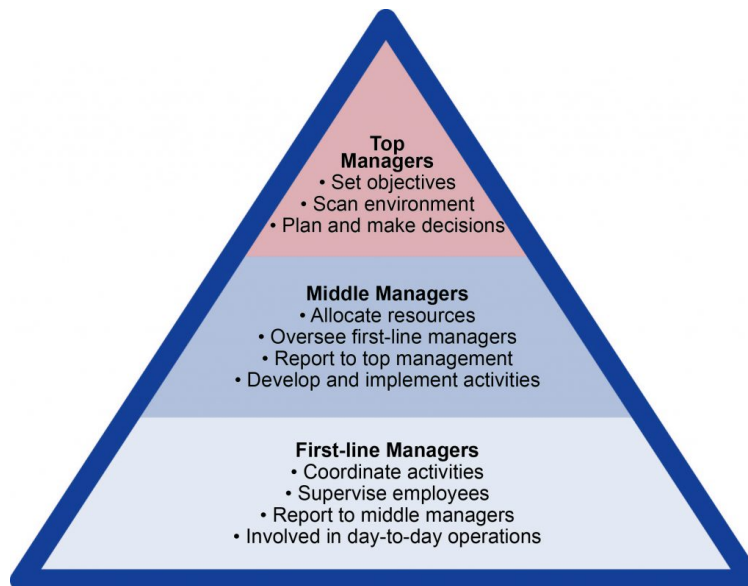 Top
Managers
• Set objectives
• Scan environment
• Plan and make decisions
Middle Managers
• Allocate resources
• Oversee first-line managers
• Report to top management
• Develop and implement activities
First-line Managers
• Coordinate activities
• Supervise employees
• Report to middle managers
• Involved in day-to-day operations